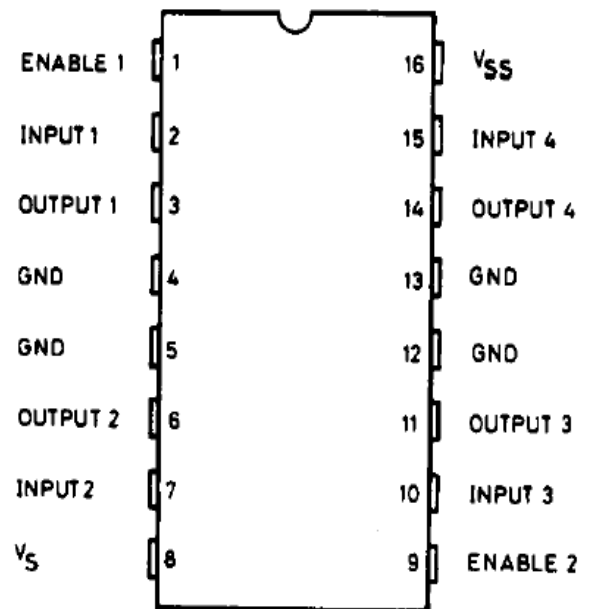 ENABLE 1 1 16 VSS
INPUT 1 2 15 INPUT 4
OUTPUT 1 3 14 OUTPUT 4
GND 4 13 GND
GND 5 12 GND
OUTPUT 2 6 11 OUTPUT 3
INPUT 2 7 10 INPUT 3
VS 8 9 ENABLE 2